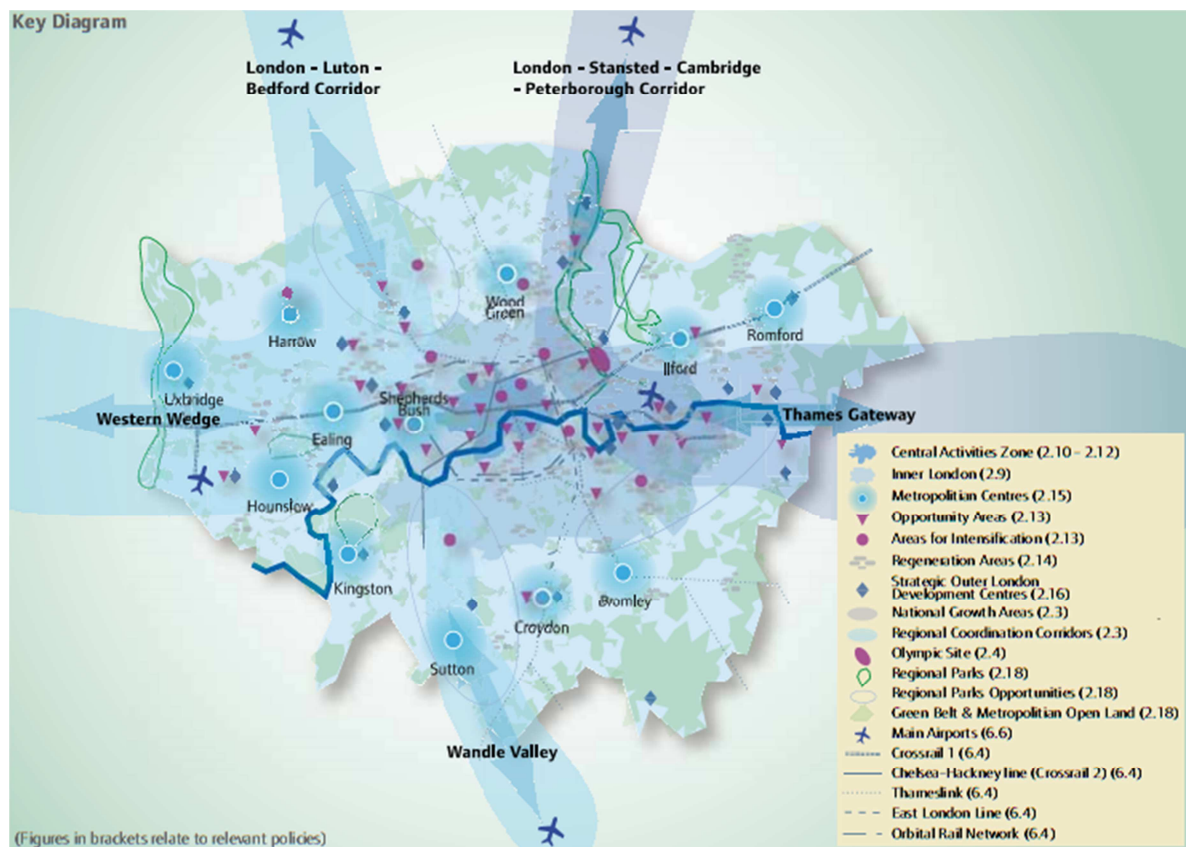 Key Diagram
London - Luton -
Bedford Corridor
London - Stansted - Cambridge
- Peterborough Corridor
Wood
Green
Harrow
Romford
Ilford
Uxbridge
Shepherds
Bush
Western Wedge
Thames Gateway
Ealing
Hounslow
Kingston
Bromley
Croydon
Sutton
Wandle Valley
Central Activities Zone (2.10 - 2.12)
Inner London (2.9)
Metropolitian Centres (2.15)
Opportunity Areas (2.13)
Areas for Intensification (2.13)
Regeneration Areas (2.14)
Strategic Outer London
Development Centres (2.16)
National Growth Areas (2.3)
Regional Coordination Corridors (2.3)
Olympic Site (2.4)
Regional Parks (2.18)
Regional Parks Opportunities (2.18)
Green Belt & Metropolitian Open Land (2.18)
Main Airports (6.6)
Crossrail 1 (6.4)
Chelsea-Hackney line (Crossrail 2) (6.4)
Thameslink (6.4)
East London Line (6.4)
Orbital Rail Network (6.4)
(Figures in brackets relate to relevant policies)